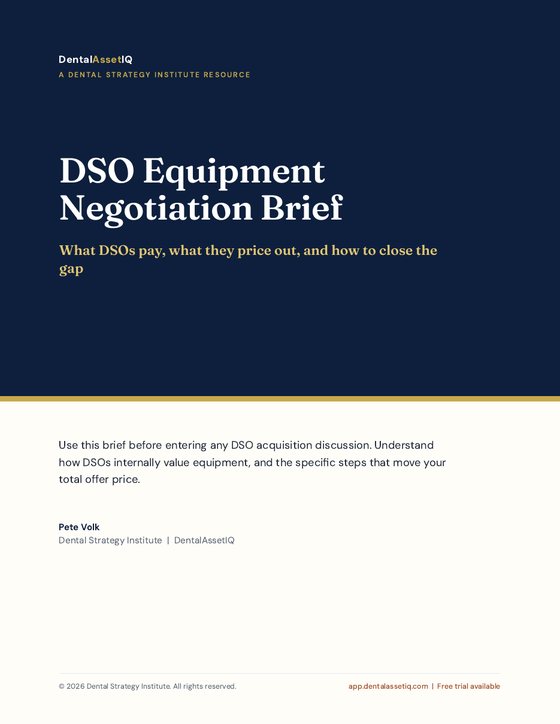 DentalAssetIQ
A DENTAL STRATEGY INSTITUTE RESOURCE
DSO Equipment
Negotiation Brief
What DSOs pay, what they price out, and how to close the
gap
Use this brief before entering any DSO acquisition discussion. Understand
how DSOs internally value equipment, and the specific steps that move your
total offer price.
Pete Volk
Dental Strategy Institute | DentalAssetIQ
© 2026 Dental Strategy Institute. All rights reserved.
app.dentalassetiq.com | Free trial available